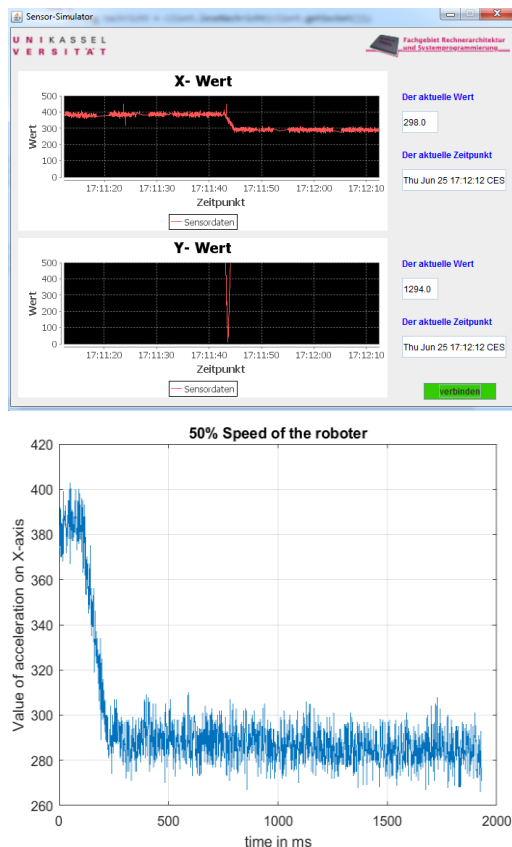 Sensor-Simulator
U N I K A S S E L
V E R S I T Ä T
Fachgebiet Rechnerarchitektur
und Systemprogrammierung
X- Wert
500
400
300
200
100
0
Wert
17:11:20 17:11:30 17:11:40 17:11:50 17:12:00 17:12:10
Zeitpunkt
Sensordaten
Der aktuelle Wert
298.0
Der aktuelle Zeitpunkt
Thu Jun 25 17:12:12 CES
Y- Wert
500
400
300
200
100
0
Wert
17:11:20 17:11:30 17:11:40 17:11:50 17:12:00 17:12:10
Zeitpunkt
Sensordaten
Der aktuelle Wert
1294.0
Der aktuelle Zeitpunkt
Thu Jun 25 17:12:12 CES
verbinden
50% Speed of the roboter
420
400
380
360
340
320
300
280
260
Value of acceleration on X-axis
0 500 1000 1500 2000
time in ms